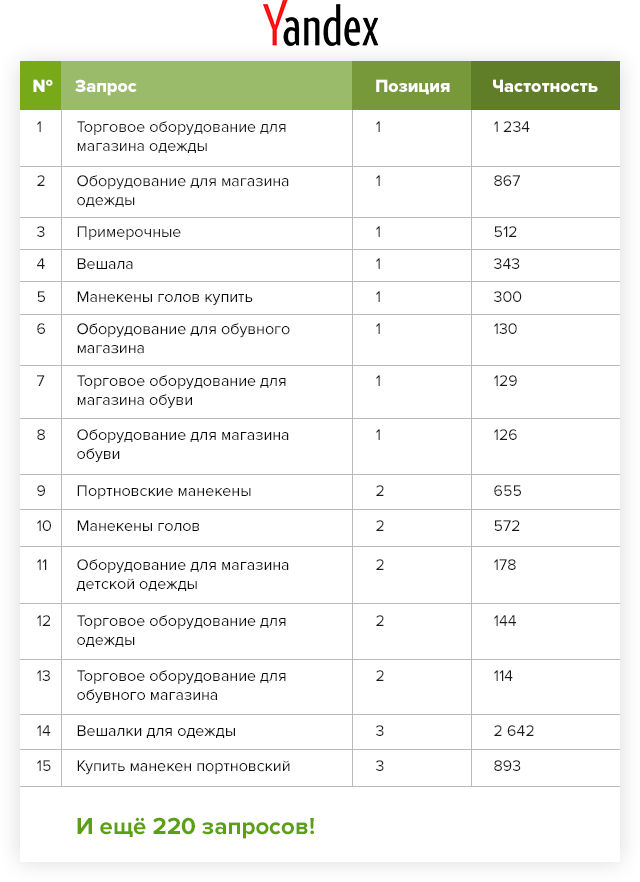 Yandex
№ Запрос Позиция Частотность
1 Торговое оборудование для 1 1 234
магазина одежды
2 Оборудование для магазина 1 867
одежды
3 Примерочные 1 512
4 Вешала 1 343
5 Манекены голов купить 1 300
6 Оборудование для обувного 1 130
магазина
7 Торговое оборудование для 1 129
магазина обуви
8 Оборудование для магазина 1 126
обуви
9 Портновские манекены 2 655
10 Манекены голов 2 572
11 Оборудование для магазина 2 178
детской одежды
12 Торговое оборудование для 2 144
одежды
13 Торговое оборудование для 2 114
обувного магазина
14 Вешалки для одежды 3 2 642
15 Купить манекен портновский 3 893
И ещё 220 запросов!